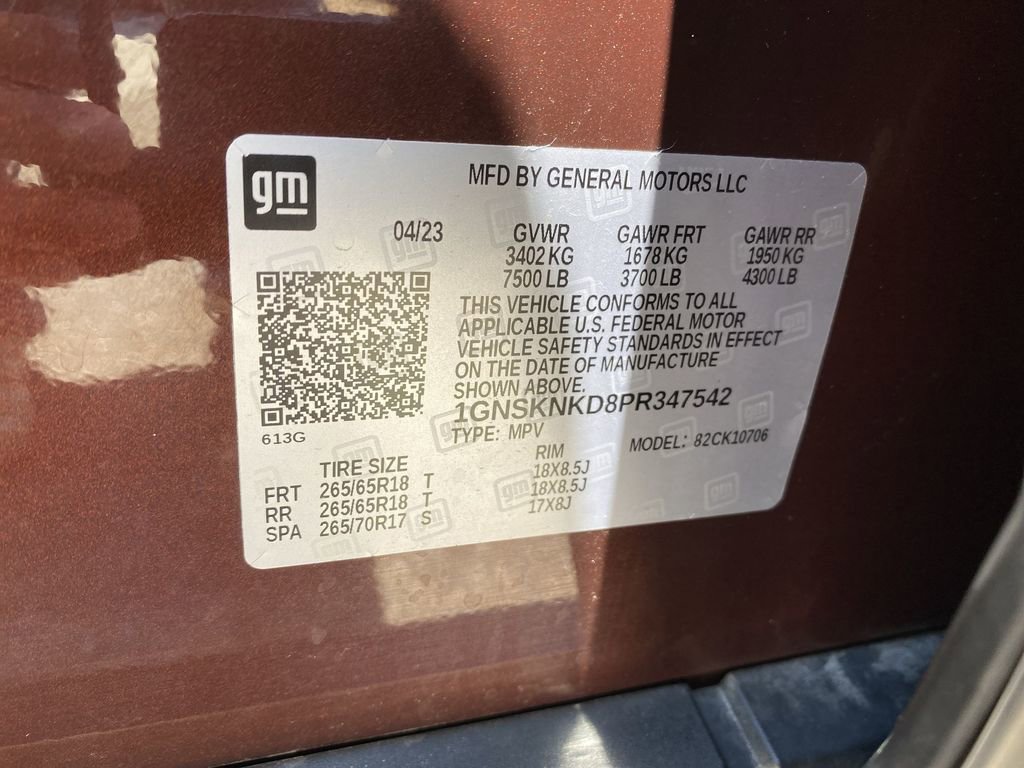 gm
MFD BY GENERAL MOTORS LLC
04/23 GVWR GAWR FRT GAWR RR
3402 KG 1678 KG 1950 KG
7500 LB 3700 LB 4300 LB
THIS VEHICLE CONFORMS TO ALL
APPLICABLE U.S. FEDERAL MOTOR
VEHICLE SAFETY STANDARDS IN EFFECT
ON THE DATE OF MANUFACTURE
SHOWN ABOVE.
1GNSKNKD8PR347542
613G
TYPE: MPV MODEL: 82CK10706
TIRE SIZE RIM
FRT 265/65R18 T 18X8.5J
RR 265/65R18 T 18X8.5J
SPA 265/70R17 S 17X8J